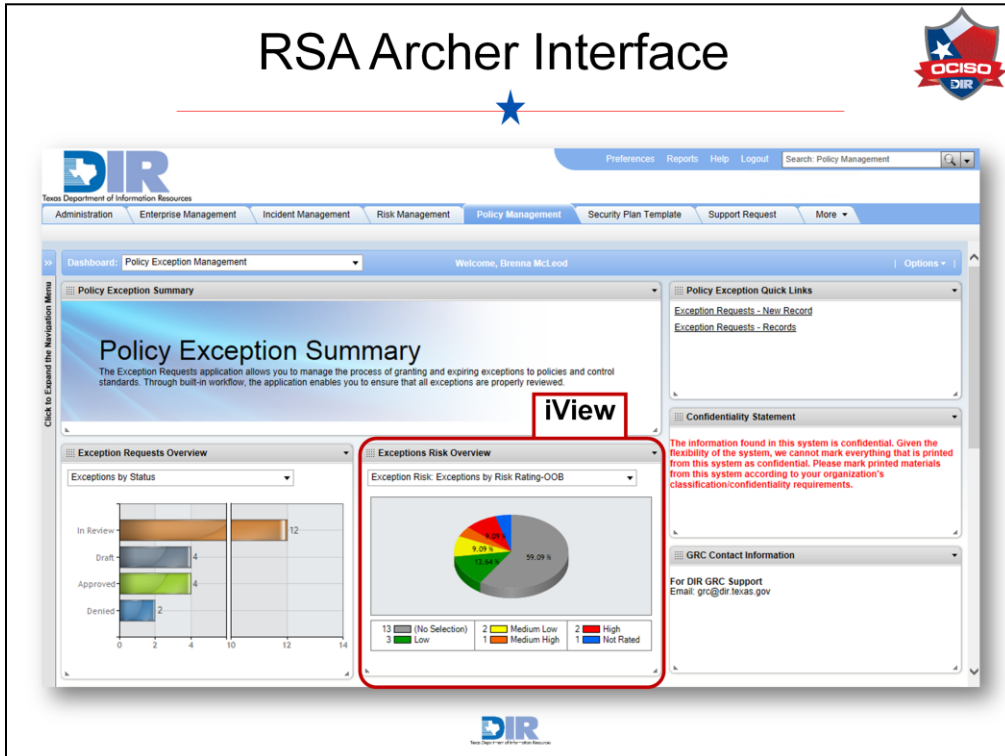 RSA Archer Interface
OCISO
DIR
DIR
Texas Department of Information Resources
Preferences Reports Help Logout Search: Policy Management
Administration Enterprise Management Incident Management Risk Management Policy Management Security Plan Template Support Request More
Dashboard: Policy Exception Management Welcome, Brenna McLeod Options
Click to Expand the Navigation Menu
Policy Exception Summary
Policy Exception Summary
The Exception Requests application allows you to manage the process of granting and expiring exceptions to policies and control
standards. Through built-in workflow, the application enables you to ensure that all exceptions are properly reviewed.
Policy Exception Quick Links
Exception Requests - New Record
Exception Requests - Records
iView
Confidentiality Statement
The information found in this system is confidential. Given the
flexibility of the system, we cannot mark everything that is printed
from this system as confidential. Please mark printed materials
from this system according to your organization's
classification/confidentiality requirements.
Exception Requests Overview
Exceptions by Status
In Review 12
Draft 4
Approved 4
Denied 2
0 2 4 10 12 14
Exceptions Risk Overview
Exception Risk: Exceptions by Risk Rating-OOB
9.09 %
9.09 %
13.64 %
59.09 %
13 (No Selection) 2 Medium Low 2 High
3 Low 1 Medium High 1 Not Rated
GRC Contact Information
For DIR GRC Support
Email: grc@dir.texas.gov
DIR
Texas Department of Information Resources